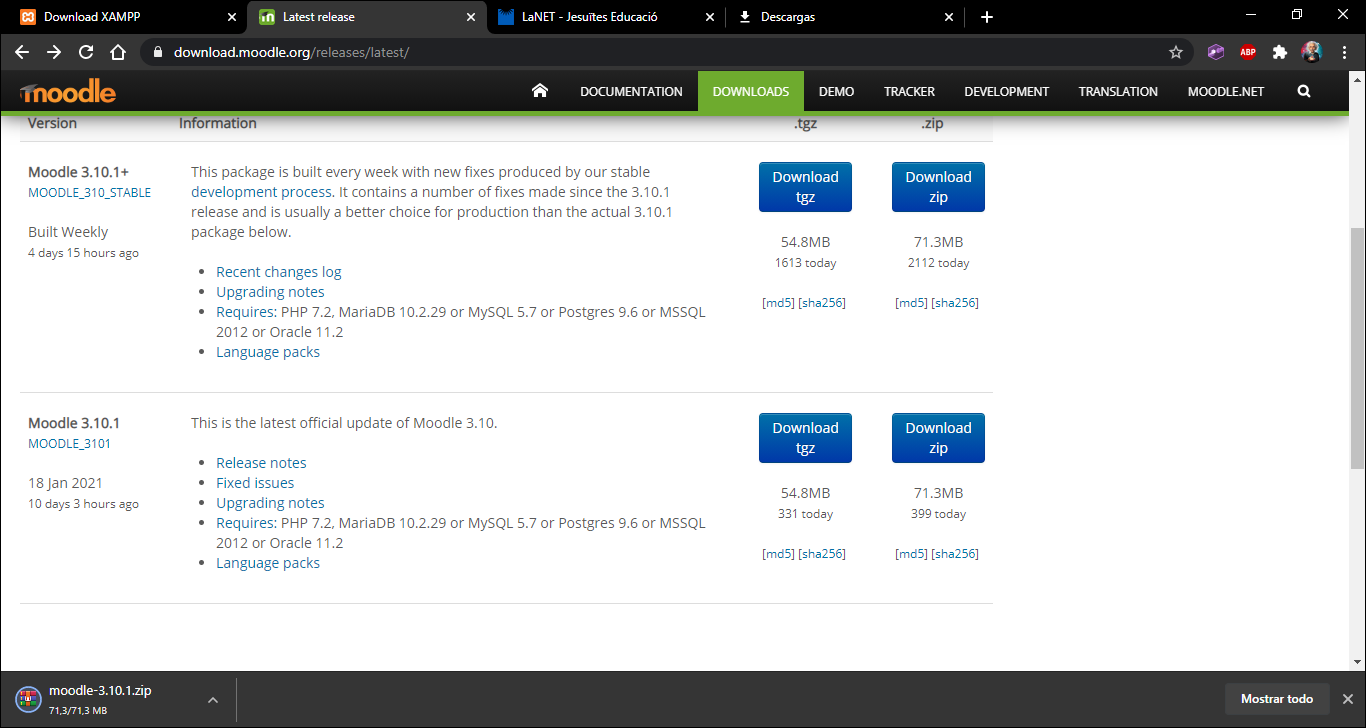 Download XAMPP
Latest release
LaNET - Jesuïtes Educació
Descargas
download.moodle.org/releases/latest/
ABP
moodle
DOCUMENTATION
DOWNLOADS
DEMO
TRACKER
DEVELOPMENT
TRANSLATION
MOODLE.NET
Version
Information
.tgz
.zip
Moodle 3.10.1+
MOODLE_310_STABLE
Built Weekly
4 days 15 hours ago
This package is built every week with new fixes produced by our stable
development process. It contains a number of fixes made since the 3.10.1
release and is usually a better choice for production than the actual 3.10.1
package below.
• Recent changes log
• Upgrading notes
• Requires: PHP 7.2, MariaDB 10.2.29 or MySQL 5.7 or Postgres 9.6 or MSSQL
2012 or Oracle 11.2
• Language packs
Download
tgz
54.8MB
1613 today
[md5] [sha256]
Download
zip
71.3MB
2112 today
[md5] [sha256]
Moodle 3.10.1
MOODLE_3101
18 Jan 2021
10 days 3 hours ago
This is the latest official update of Moodle 3.10.
• Release notes
• Fixed issues
• Upgrading notes
• Requires: PHP 7.2, MariaDB 10.2.29 or MySQL 5.7 or Postgres 9.6 or MSSQL
2012 or Oracle 11.2
• Language packs
Download
tgz
54.8MB
331 today
[md5] [sha256]
Download
zip
71.3MB
399 today
[md5] [sha256]
moodle-3.10.1.zip
71,3/71,3 MB
Mostrar todo